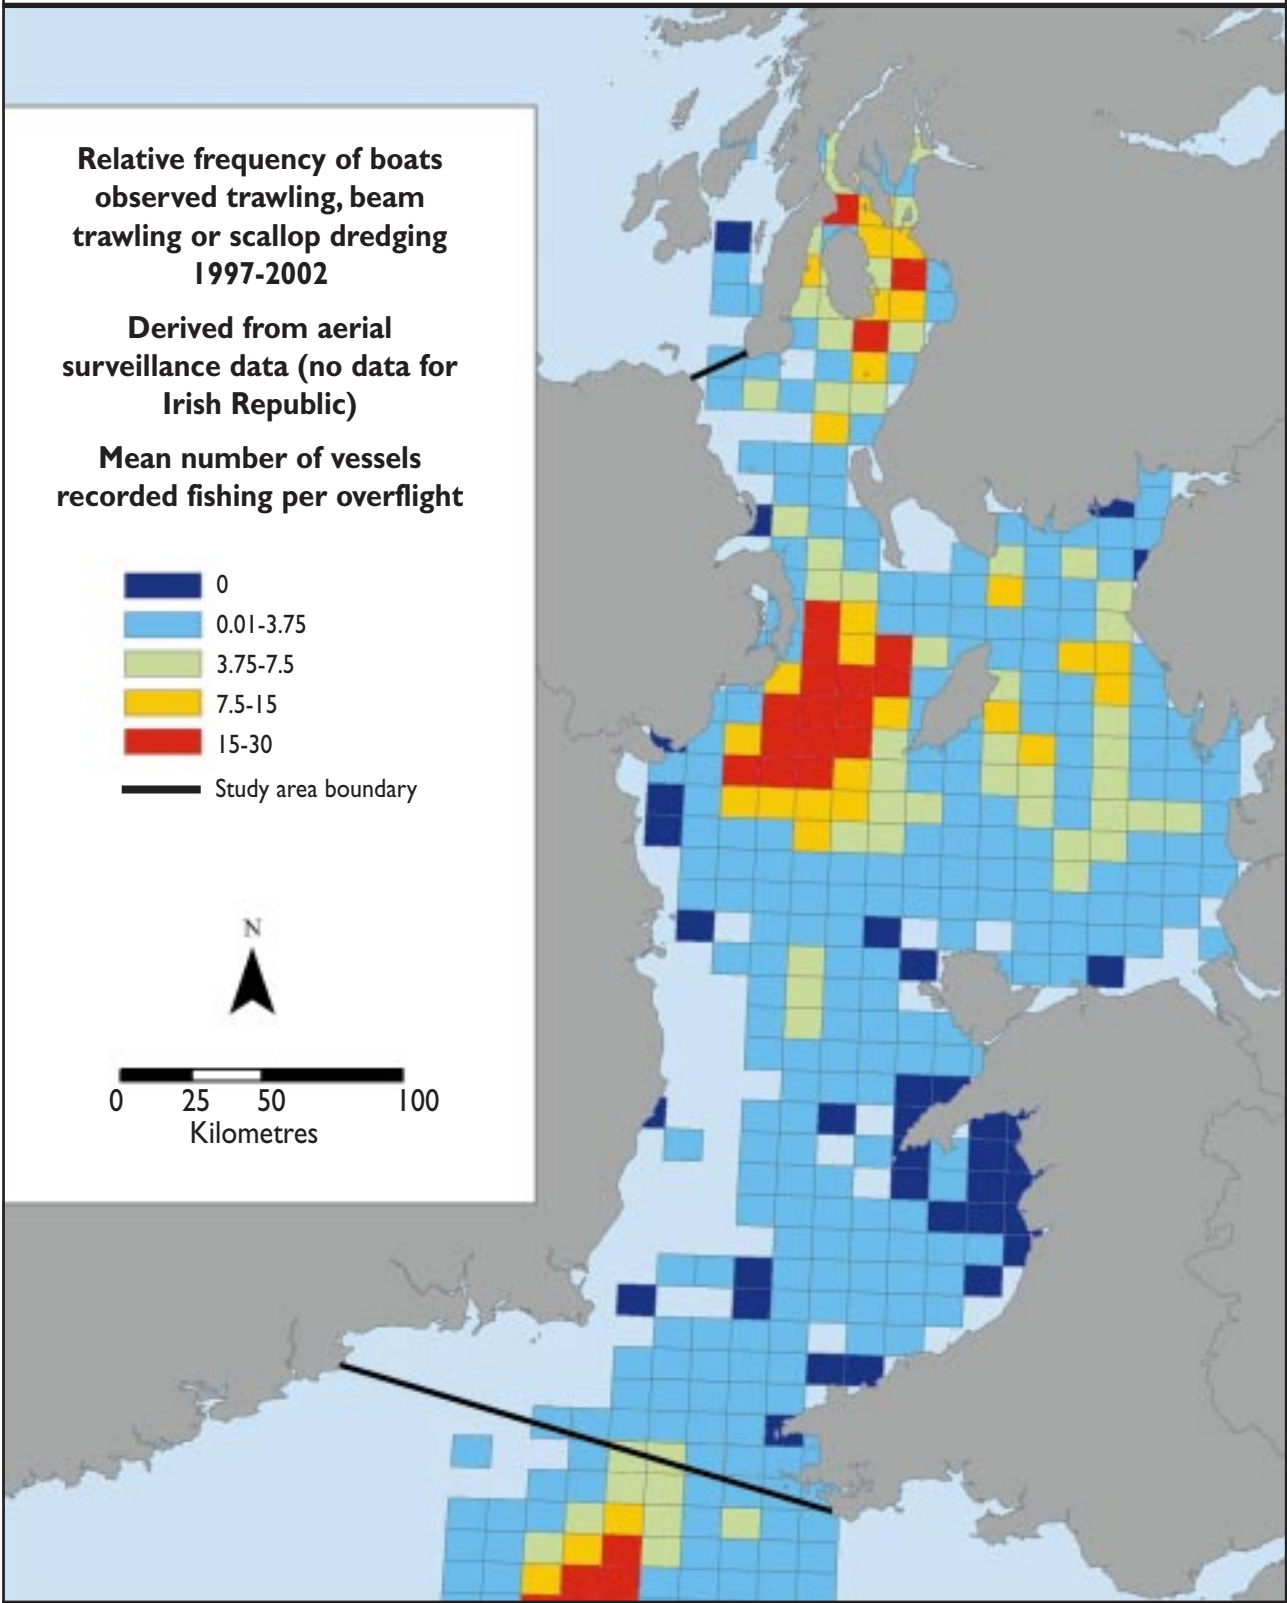 Relative frequency of boats
observed trawling, beam
trawling or scallop dredging
1997-2002
Derived from aerial
surveillance data (no data for
Irish Republic)
Mean number of vessels
recorded fishing per overflight
0
0.01-3.75
3.75-7.5
7.5-15
15-30
Study area boundary
N
0 25 50 100
Kilometres